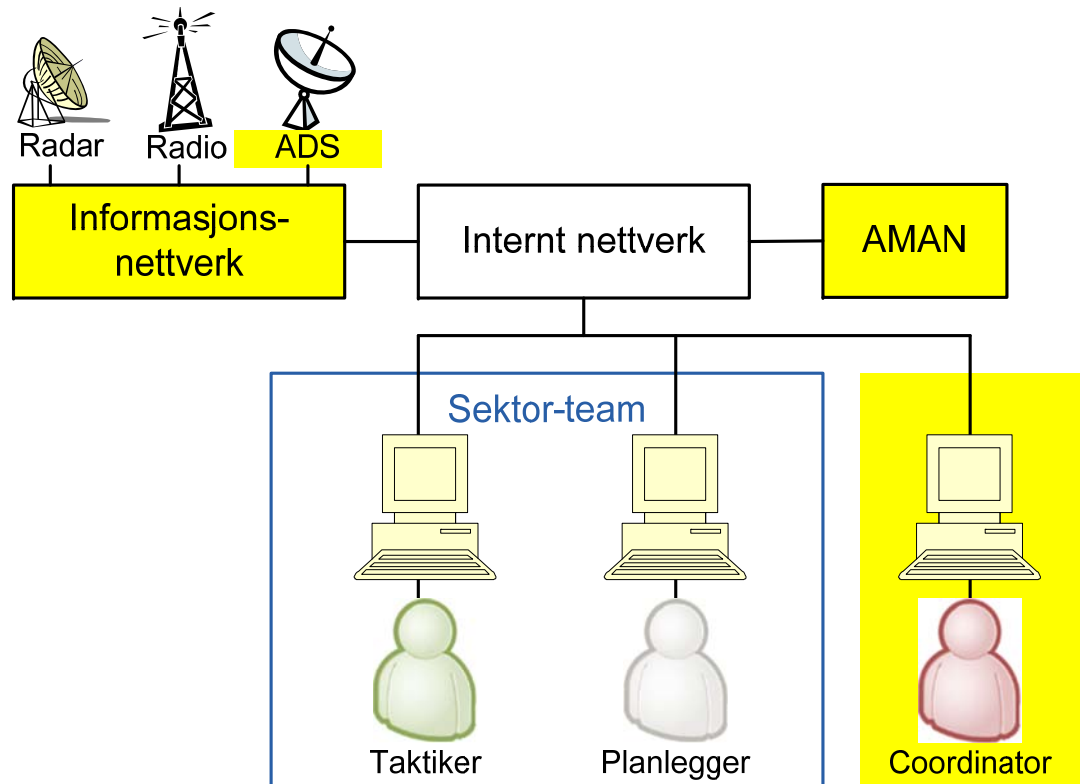 Radar
Radio
ADS
Informasjons-
nettverk
Internt nettverk
AMAN
Sektor-team
Taktiker
Planlegger
Coordinator